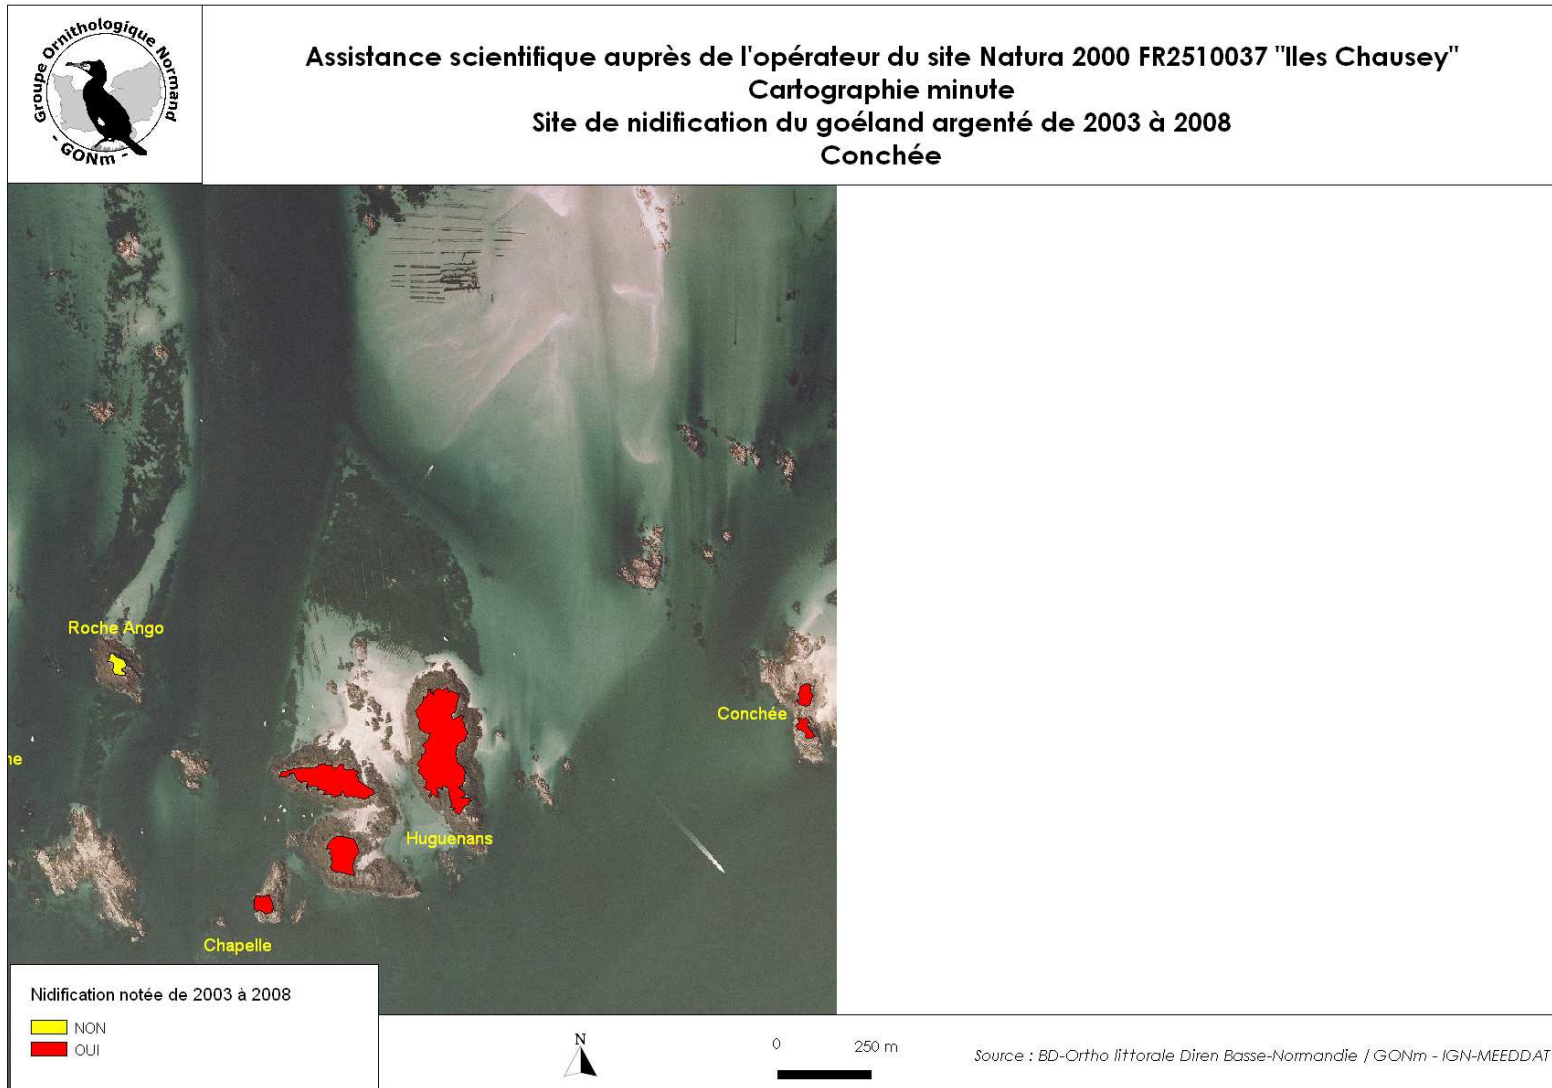 Groupe Ornithologique Normand
- GONm -
Assistance scientifique auprès de l'opérateur du site Natura 2000 FR2510037 "Iles Chausey"
Cartographie minute
Site de nidification du goéland argenté de 2003 à 2008
Conchée
Roche Ango
Conchée
ne
Huguenans
Chapelle
Nidification notée de 2003 à 2008
NON
OUI
N
0 250 m
Source : BD-Ortho littorale Diren Basse-Normandie / GONm - IGN-MEEDDAT